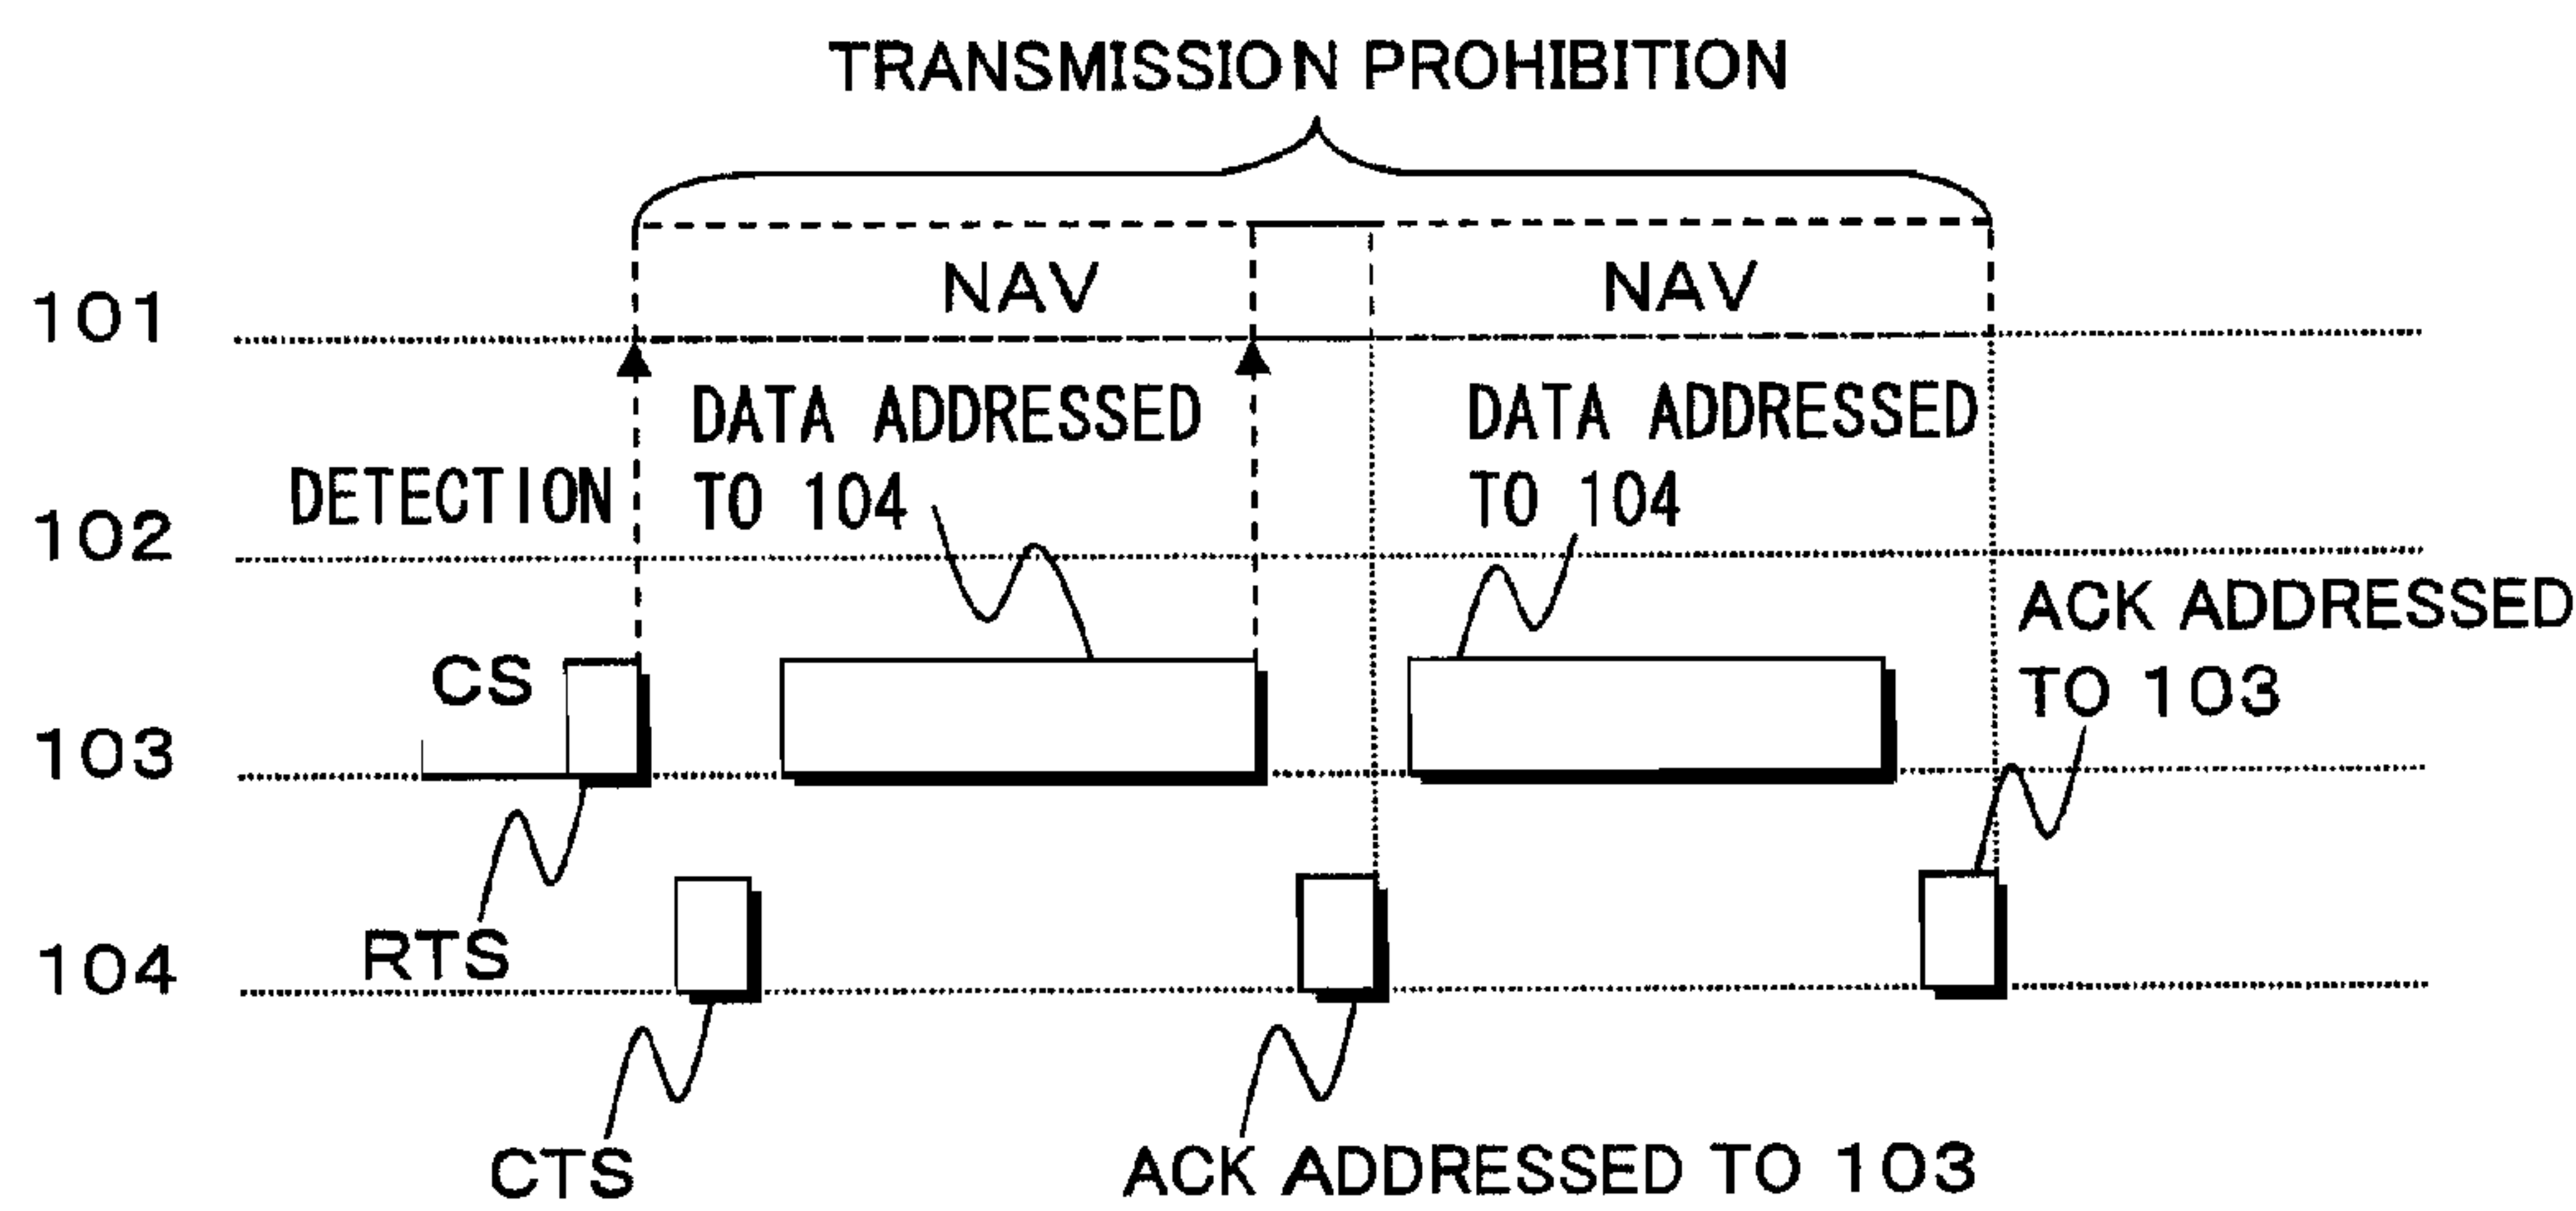 TRANSMISSION PROHIBITION
101
NAV
NAV
DATA ADDRESSED
TO 104
DATA ADDRESSED
TO 104
DETECTION
102
ACK ADDRESSED
TO 103
CS
103
RTS
104
CTS
ACK ADDRESSED TO 103